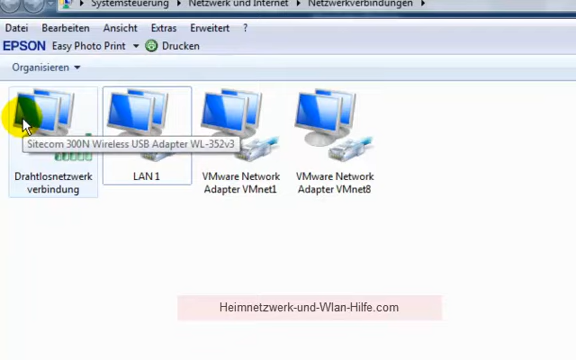 Systemsteuerung Netzwerk und Internet Netzwerkverbindungen
Datei Bearbeiten Ansicht Extras Erweitert ?
EPSON Easy Photo Print Drucken
Organisieren
Sitecom 300N Wireless USB Adapter WL-352v3
Drahtlosnetzwerk
verbindung
LAN 1
VMware Network
Adapter VMnet1
VMware Network
Adapter VMnet8
Heimnetzwerk-und-Wlan-Hilfe.com